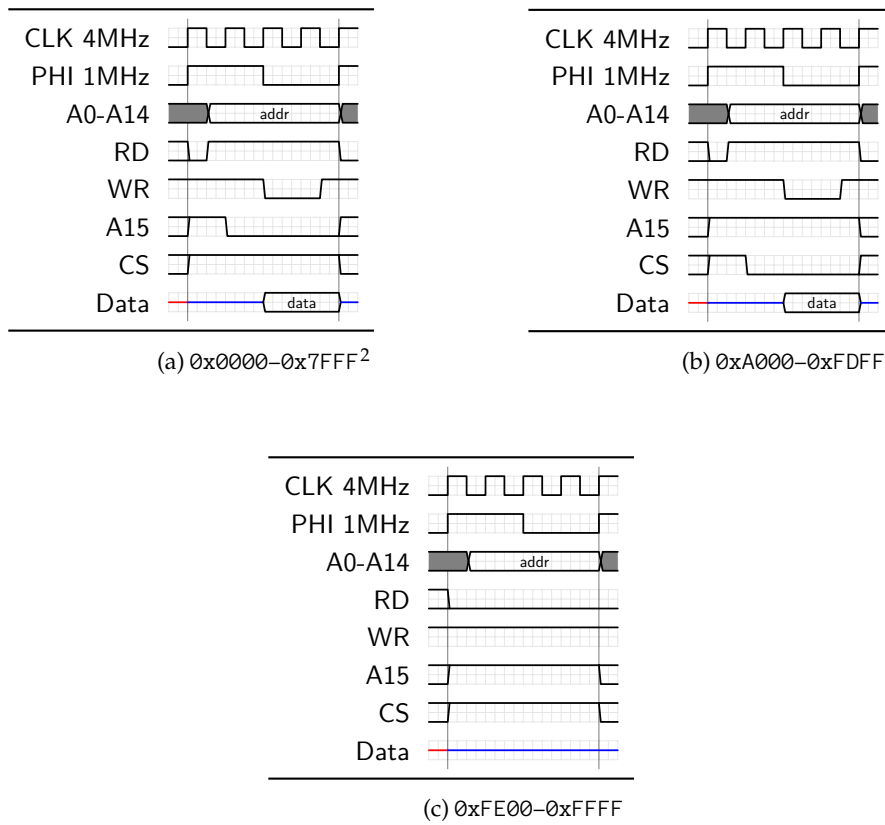 CLK 4MHz
PHI 1MHz
A0-A14 addr
RD
WR
A15
CS
Data data
(a) 0x0000–0x7FFF²
CLK 4MHz
PHI 1MHz
A0-A14 addr
RD
WR
A15
CS
Data data
(b) 0xA000–0xFDFF
CLK 4MHz
PHI 1MHz
A0-A14 addr
RD
WR
A15
CS
Data
(c) 0xFE00–0xFFFF